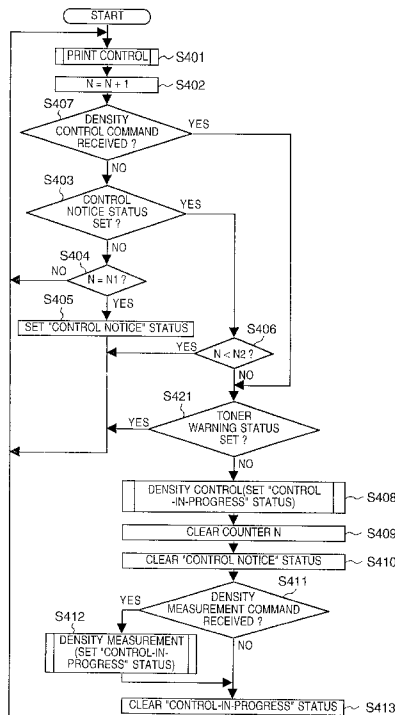 START
PRINT CONTROL
S401
N = N + 1
S402
S407
DENSITY
CONTROL COMMAND
RECEIVED ?
YES
NO
S403
CONTROL
NOTICE STATUS
SET ?
YES
NO
S404
NO
N = N1 ?
YES
S405
SET "CONTROL NOTICE" STATUS
S406
YES
N < N2 ?
NO
S421
YES
TONER
WARNING STATUS
SET ?
NO
DENSITY CONTROL(SET "CONTROL
-IN-PROGRESS" STATUS)
S408
CLEAR COUNTER N
S409
CLEAR "CONTROL NOTICE" STATUS
S410
S411
DENSITY
MEASUREMENT COMMAND
RECEIVED ?
YES
NO
S412
DENSITY MEASUREMENT
(SET "CONTROL-IN-
PROGRESS" STATUS)
CLEAR "CONTROL-IN-PROGRESS" STATUS
S413